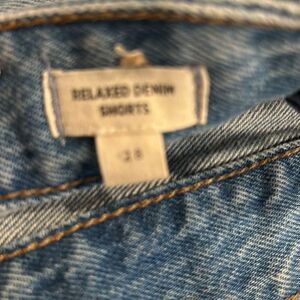 RELAXED DENIM
SHORTS
28